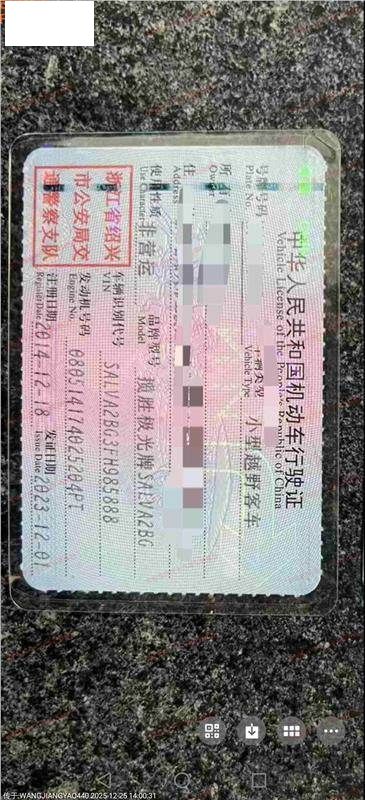 中华人民共和国机动车行驶证
Vehicle License of the People's Republic of China
号牌号码
Plate No.
车辆类型 小型越野客车
Vehicle Type
所有
Owner
住
Address
使用性质 非营运
Use Character
品牌型号 揽胜极光牌SALVA2BG
Model
浙江省绍兴
市公安局交
通警察支队
车辆识别代号 SALVA2BG3FH985888
VIN
发动机号码
Engine No.
注册日期 2014-12-18
Register Date
发证日期 2023-12-01
Issue Date
传于:WANGJIANGYAO440 2025-12-25 14:00:31